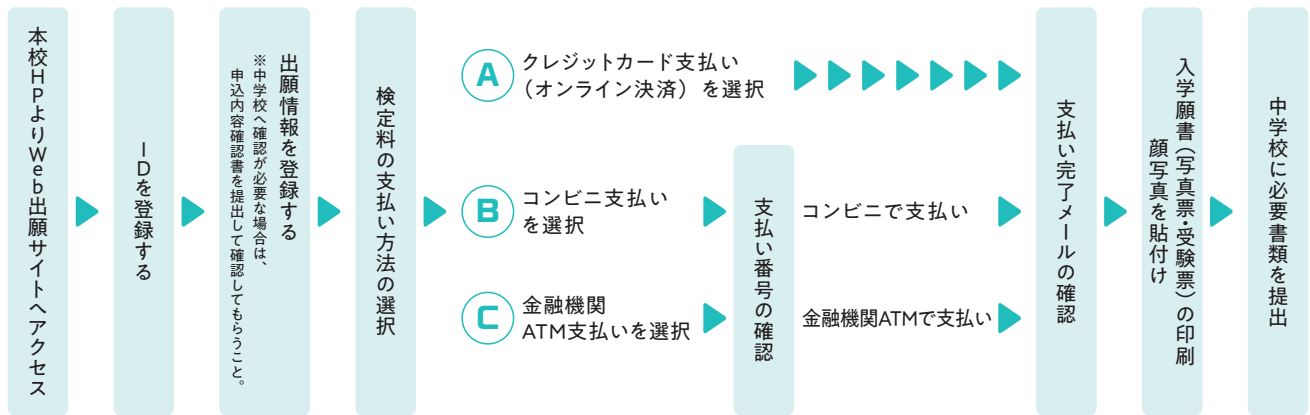 本校HPよりWeb出願サイトへアクセス
IDを登録する
出願情報を登録する
※中学校へ確認が必要な場合は、
申込内容確認書を提出して確認してもらうこと。
検定料の支払い方法の選択
A
クレジットカード支払い
（オンライン決済）を選択
B
コンビニ支払い
を選択
C
金融機関
ATM支払いを選択
支払い番号の確認
コンビニで支払い
金融機関ATMで支払い
支払い完了メールの確認
入学願書（写真票・受験票）の印刷
顔写真を貼付け
中学校に必要書類を提出